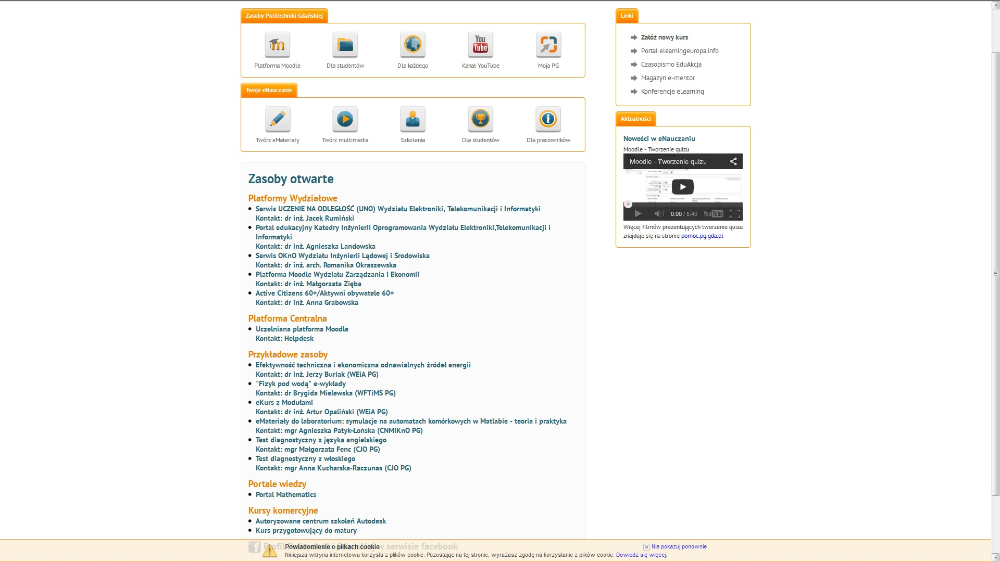 Zasoby Politechniki Gdańskiej
Platforma Moodle
Dla studentów
Dla każdego
You Tube
Kanał YouTube
Moja PG
Twoje eNauczanie
Twórz eMateriały
Twórz multimedia
Szkolenia
Dla studentów
Dla pracowników
Zasoby otwarte
Platformy Wydziałowe
Serwis UCZENIE NA ODLEGŁOŚĆ (UNO) Wydziału Elektroniki, Telekomunikacji i Informatyki
Kontakt: dr inż. Jacek Rumiński
Portal edukacyjny Katedry Inżynierii Oprogramowania Wydziału Elektroniki,Telekomunikacji i
Informatyki
Kontakt: dr inż. Agnieszka Landowska
Serwis OKnO Wydziału Inżynierii Lądowej i Środowiska
Kontakt: dr inż. arch. Romanika Okraszewska
Platforma Moodle Wydziału Zarządzania i Ekonomii
Kontakt: dr inż. Małgorzata Zięba
Active Citizens 60+/Aktywni obywatele 60+
Kontakt: dr inż. Anna Grabowska
Platforma Centralna
Uczelniana platforma Moodle
Kontakt: Helpdesk
Przykładowe zasoby
Efektywność techniczna i ekonomiczna odnawialnych źródeł energii
Kontakt: dr inż. Jerzy Buriak (WEiA PG)
"Fizyk pod wodą" e-wykłady
Kontakt: dr Brygida Mielewska (WFTiMS PG)
eKurs z Modułami
Kontakt: dr inż. Artur Opaliński (WEiA PG)
eMateriały do laboratorium: symulacje na automatach komórkowych w Matlabie - teoria i praktyka
Kontakt: mgr Agnieszka Patyk-Łońska (CNMiKnO PG)
Test diagnostyczny z języka angielskiego
Kontakt: mgr Małgorzata Fenc (CJO PG)
Test diagnostyczny z włoskiego
Kontakt: mgr Anna Kucharska-Raczunas (CJO PG)
Portale wiedzy
Portal Mathematics
Kursy komercyjne
Autoryzowane centrum szkoleń Autodesk
Kurs przygotowujący do matury
Profil Politechniki Gdańskiej w serwisie facebook
Linki
Załóż nowy kurs
Portal elearningeuropa.info
Czasopismo EduAkcja
Magazyn e-mentor
Konferencje eLearning
Aktualności
Nowości w eNauczaniu
Moodle - Tworzenie quizu
Moodle - Tworzenie quizu
0:00 / 5:40 YouTube
Więcej filmów prezentujących tworzenie quizu
znajduje się na stronie pomoc.pg.gda.pl
Powiadomienie o plikach cookie
Nie pokazuj ponownie
Niniejsza witryna internetowa korzysta z plików cookie. Pozostając na tej stronie, wyrażasz zgodę na korzystanie z plików cookie. Dowiedz się więcej.